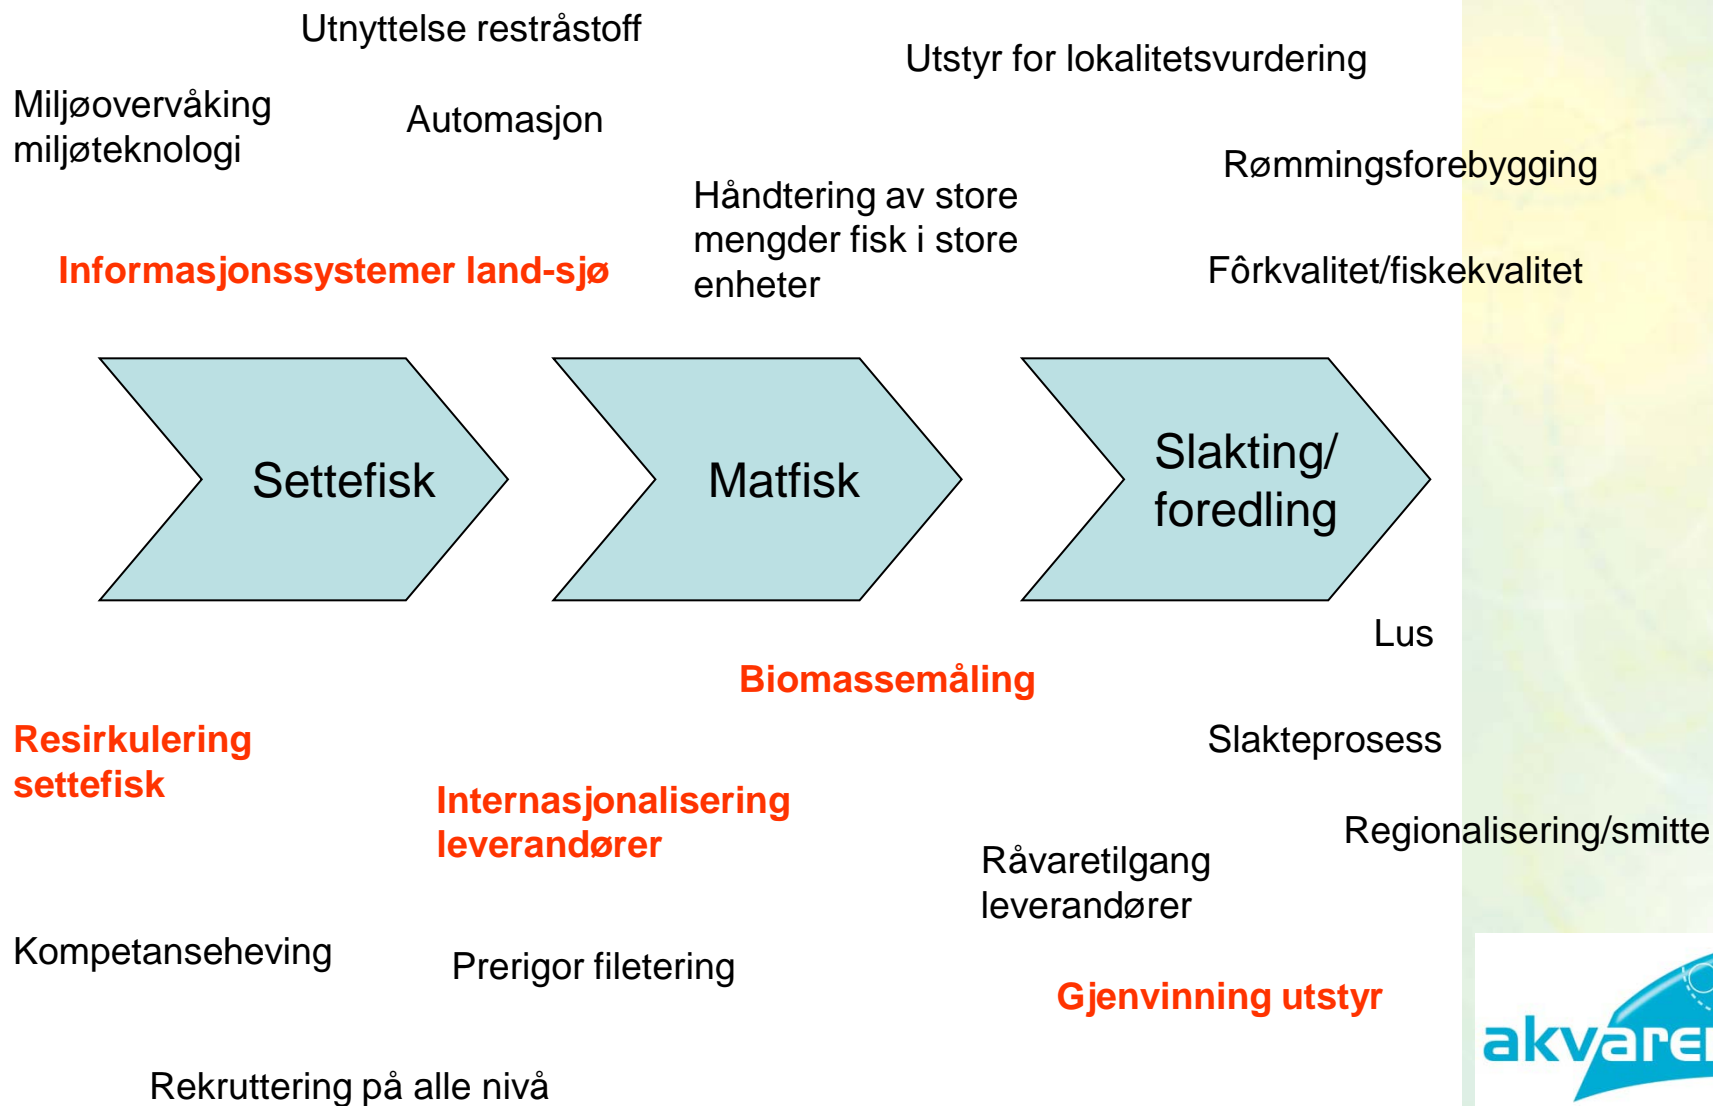 Utnyttelse restråstoff
Utstyr for lokalitetsvurdering
Miljøovervåking
miljøteknologi
Automasjon
Rømmingsforebygging
Håndtering av store
mengder fisk i store
enheter
Informasjonssystemer land-sjø
Fôrkvalitet/fiskekvalitet
Settefisk
Matfisk
Slakting/
foredling
Lus
Biomassemåling
Resirkulering
settefisk
Slakteprosess
Internasjonalisering
leverandører
Regionalisering/smitte
Råvaretilgang
leverandører
Kompetanseheving
Prerigor filetering
Gjenvinning utstyr
Rekruttering på alle nivå